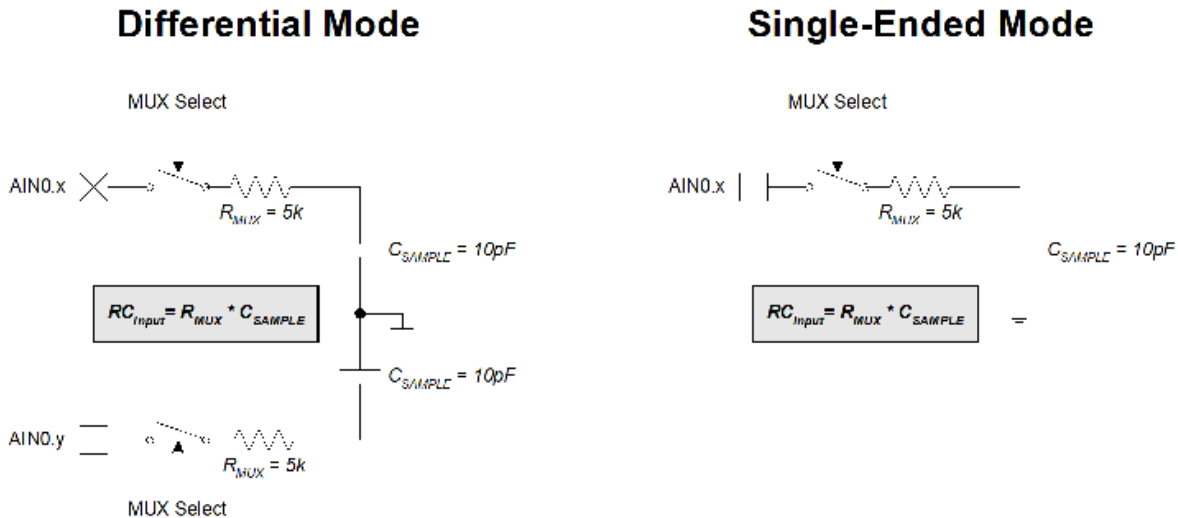 Differential Mode
MUX Select
AIN0.x
R_MUX = 5k
C_SAMPLE = 10pF
RC_Input = R_MUX * C_SAMPLE
C_SAMPLE = 10pF
AIN0.y
R_MUX = 5k
MUX Select
Single-Ended Mode
MUX Select
AIN0.x
R_MUX = 5k
C_SAMPLE = 10pF
RC_Input = R_MUX * C_SAMPLE